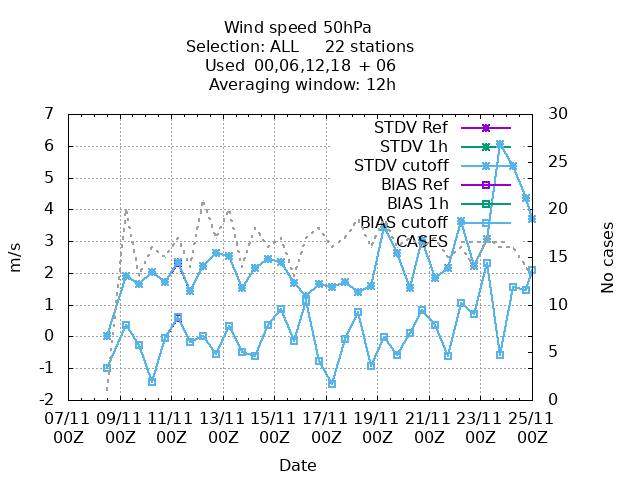 Wind speed 50hPa
Selection: ALL 22 stations
Used 00,06,12,18 + 06
Averaging window: 12h
7
6
5
4
3
2
1
0
-1
-2
m/s
30
25
20
15
10
5
0
No cases
STDV Ref
STDV 1h
STDV cutoff
BIAS Ref
BIAS 1h
BIAS cutoff
CASES
07/11 09/11 11/11 13/11 15/11 17/11 19/11 21/11 23/11 25/11
00Z 00Z 00Z 00Z 00Z 00Z 00Z 00Z 00Z 00Z
Date